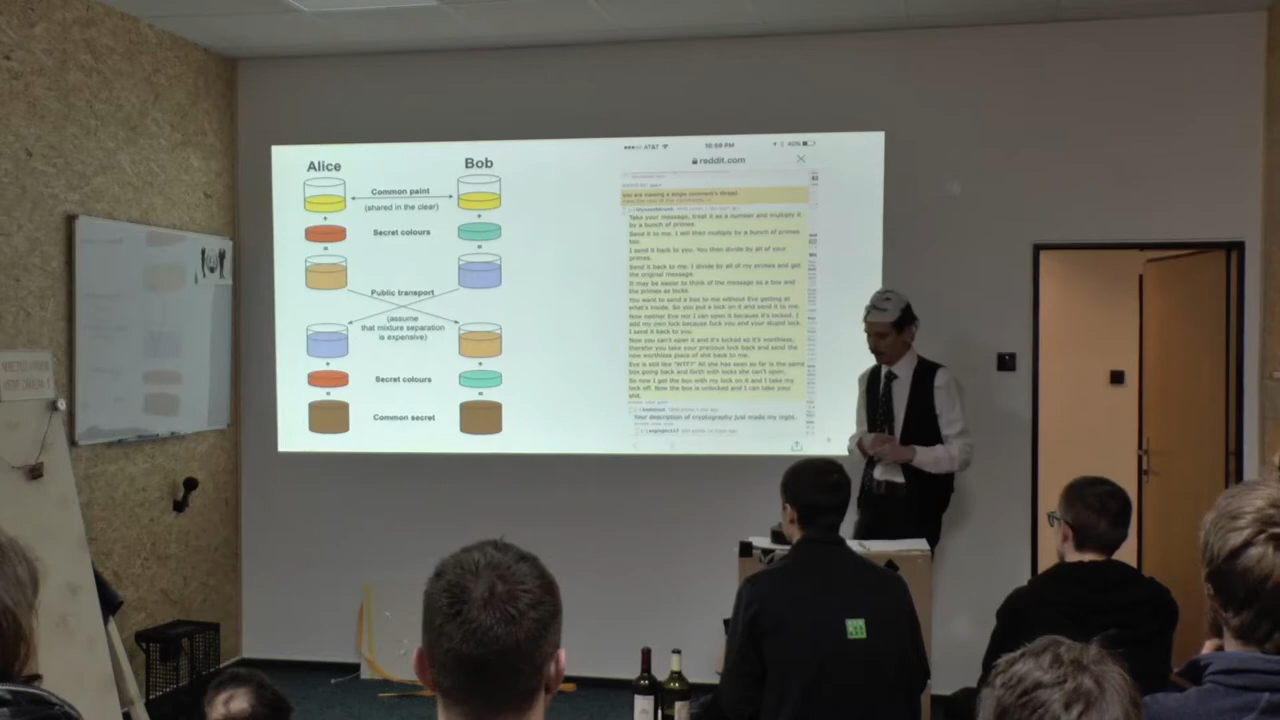 Alice
Bob
Common paint
(shared in the clear)
+
+
Secret colours
=
=
Public transport
(assume
that mixture separation
is expensive)
+
+
Secret colours
=
=
Common secret
AT&T
10:58 PM
40%
reddit.com
You are viewing a single comment's thread.
Take your message, treat it as a number and multiply it
by a bunch of primes.
Send it to me. I will then multiply by a bunch of primes
too.
I send it back to you. You then divide by all of your
primes.
Send it back to me. I divide by all of my primes and get
the original message.
It may be easier to think of the message as a box and
the primes as locks.
You want to send a box to me without Eve getting at
what's inside. So you put a lock on it and send it to me.
Now neither Eve nor I can open it because it's locked. I
add my own lock because fuck you and your stupid lock.
I send it back to you.
Now you can't open it and it's locked so it's worthless,
therefor you take your precious lock back and send the
now worthless piece of shit back to me.
Eve is still like "WTF?" All she has seen so far is the same
box going back and forth with locks she can't open.
So now I get the box with my lock on it and I take my
lock off. Now the box is unlocked and I can take your
shit.
Your description of cryptography just made my night.